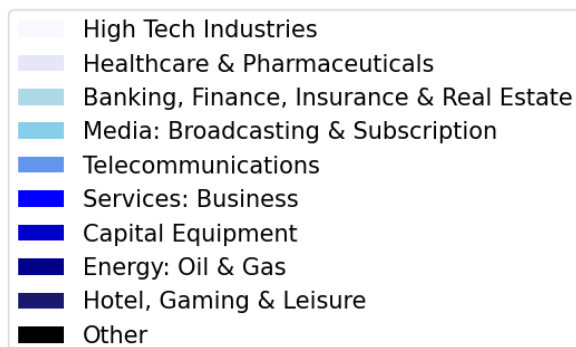 High Tech Industries
Healthcare & Pharmaceuticals
Banking, Finance, Insurance & Real Estate
Media: Broadcasting & Subscription
Telecommunications
Services: Business
Capital Equipment
Energy: Oil & Gas
Hotel, Gaming & Leisure
Other